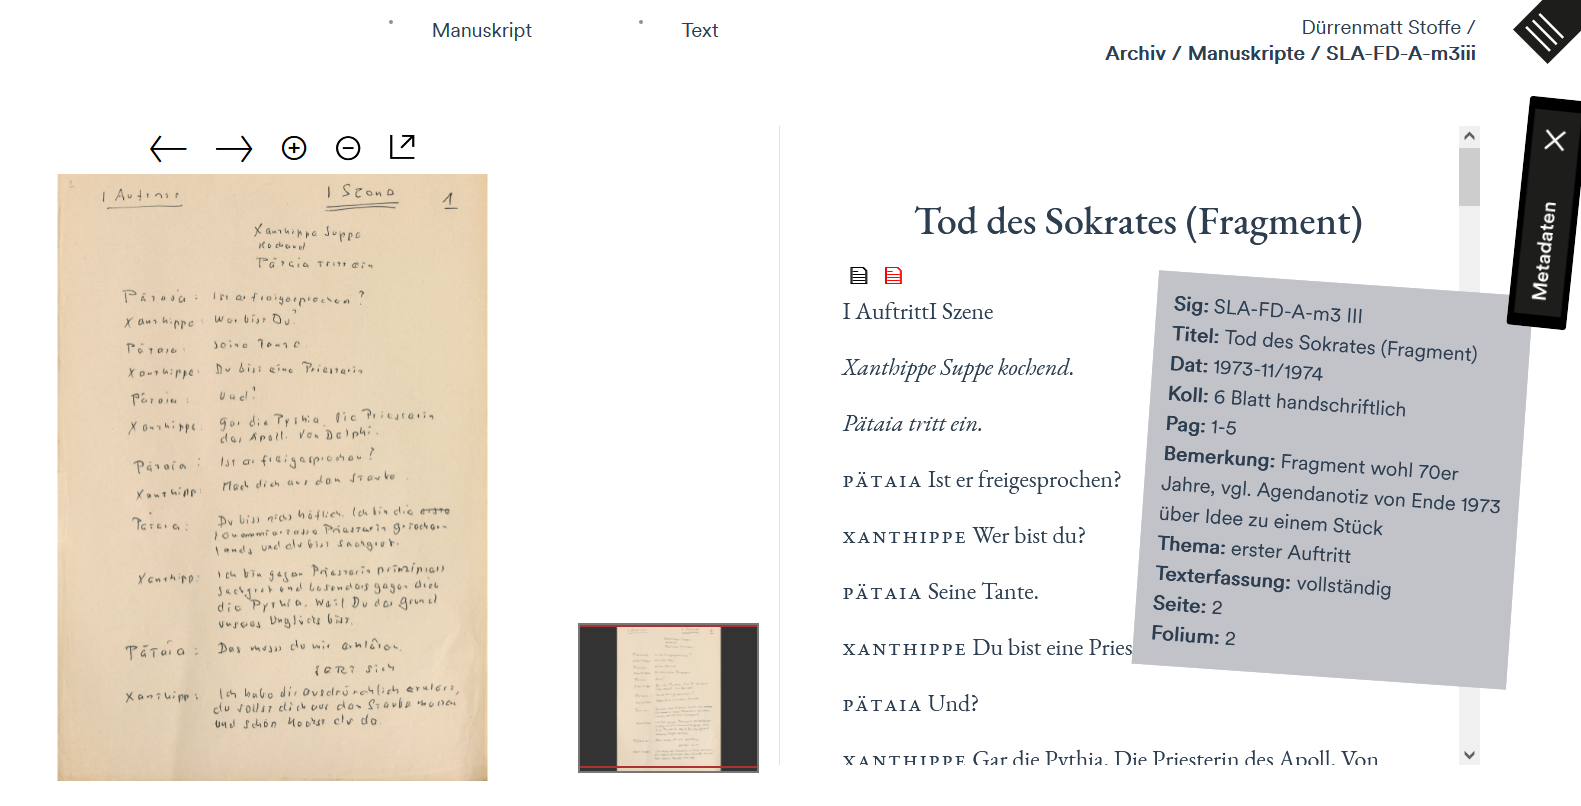 Manuskript
Text
Dürrenmatt Stoffe /
Archiv / Manuskripte / SLA-FD-A-m3iii
I Auftritt
I Szene
1
Xanthippe Suppe
kochend
Pätaia tritt ein
Pätaia: Ist er freigesprochen?
Xanthippe: Wer bist Du?
Pätaia: Seine Tante.
Xanthippe: Du bist eine Priesterin
Pätaia: Und?
Xanthippe: Gar die Pythia. Die Priesterin
des Apoll. Von Delphi.
Pätaia: Ist er freigesprochen?
Xanthipp: Mach dich aus dem Staube.
Pätaia: Du bist nicht höflich. Ich bin die erste
renommierteste Priesterin Griechen-
lands und du bist Sachgret.
Xanthipp: Ich bin gegen Priesterin prinzipiell
und besonders gegen dich
die Pythia. Weil Du der Grund
unseres Unglücks bist.
Pätaia: Das musst du mir erklären.
setzt sich
Xanthipp: Ich habe dir ausdrücklich erklärt,
du sollst dich aus dem Staube machen
und schon hockst du da.
Tod des Sokrates (Fragment)
I AuftrittI Szene
Xanthippe Suppe kochend.
Pätaia tritt ein.
PÄTAIA Ist er freigesprochen?
XANTHIPPE Wer bist du?
PÄTAIA Seine Tante.
XANTHIPPE Du bist eine Pries
PÄTAIA Und?
XANTHIPPE Gar die Pythia. Die Priesterin des Apoll. Von
Metadaten
Sig: SLA-FD-A-m3 III
Titel: Tod des Sokrates (Fragment)
Dat: 1973-11/1974
Koll: 6 Blatt handschriftlich
Pag: 1-5
Bemerkung: Fragment wohl 70er
Jahre, vgl. Agendanotiz von Ende 1973
über Idee zu einem Stück
Thema: erster Auftritt
Texterfassung: vollständig
Seite: 2
Folium: 2